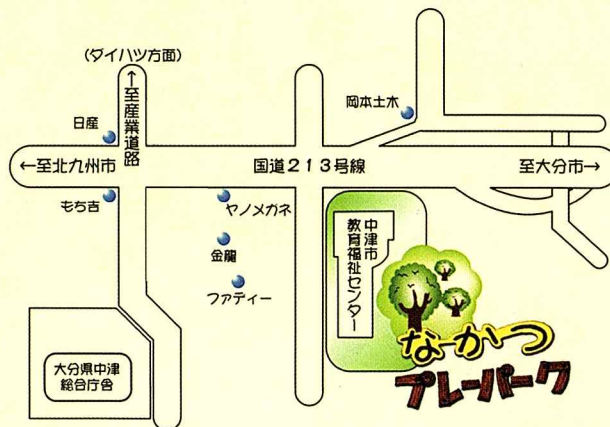 (ダイハツ方面)
←至産業道路
日産
岡本土木
←至北九州市
国道213号線
至大分市→
もち吉
ヤノメガネ
金龍
ファティー
中津市
教育福祉センター
大分県中津
総合庁舎
なかつ
プレーパーク